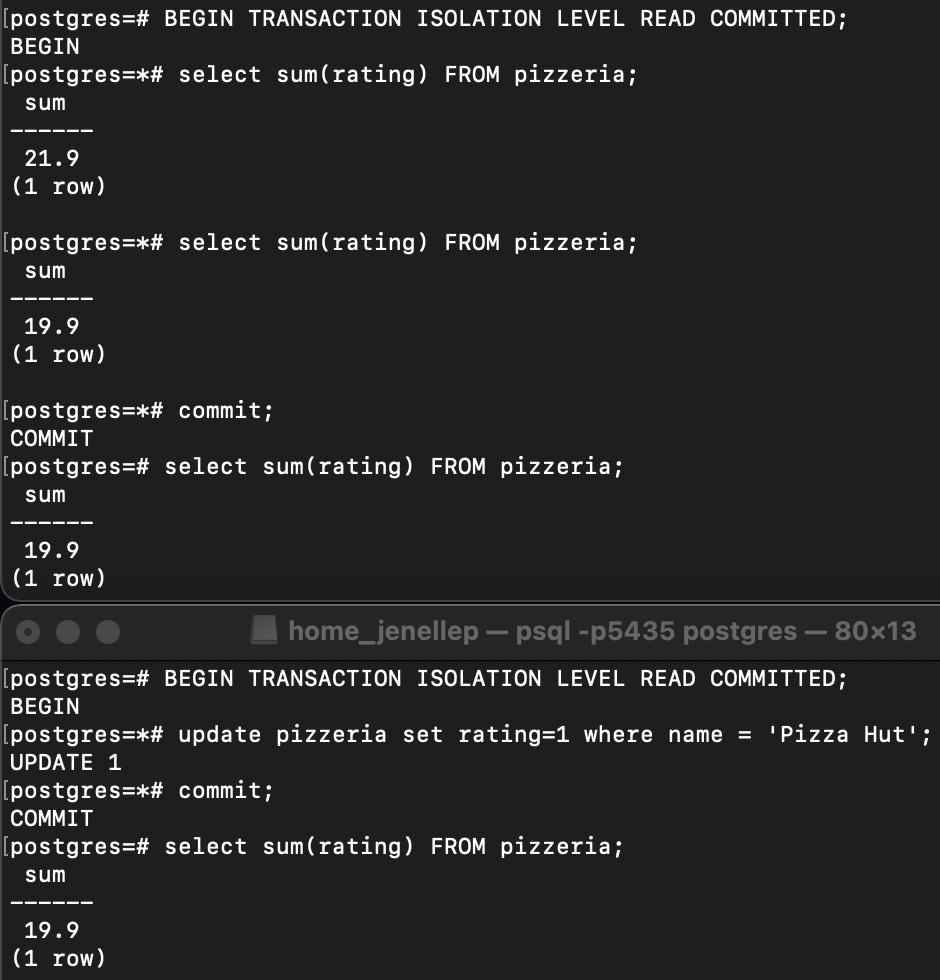 [postgres=# BEGIN TRANSACTION ISOLATION LEVEL READ COMMITTED;
BEGIN
[postgres=*# select sum(rating) FROM pizzeria;
 sum
------
 21.9
(1 row)

[postgres=*# select sum(rating) FROM pizzeria;
 sum
------
 19.9
(1 row)

[postgres=*# commit;
COMMIT
[postgres=# select sum(rating) FROM pizzeria;
 sum
------
 19.9
(1 row)
home_jenellep — psql -p5435 postgres — 80×13
[postgres=# BEGIN TRANSACTION ISOLATION LEVEL READ COMMITTED;
BEGIN
[postgres=*# update pizzeria set rating=1 where name = 'Pizza Hut';
UPDATE 1
[postgres=*# commit;
COMMIT
[postgres=# select sum(rating) FROM pizzeria;
 sum
------
 19.9
(1 row)